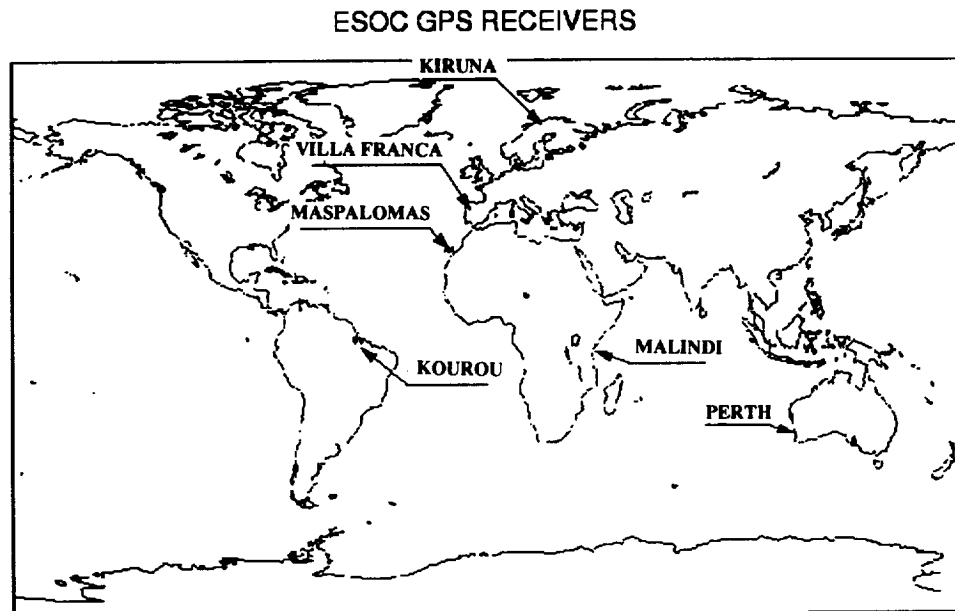 ESOC GPS RECEIVERS
KIRUNA
VILLA FRANCA
MASPALOMAS
MALINDI
KOUROU
PERTH